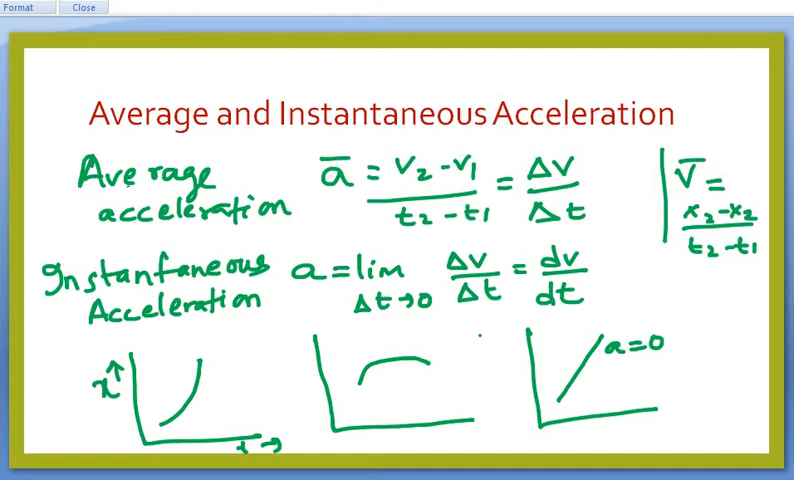 Format Close
Average and Instantaneous Acceleration
Average
acceleration
a̅ = V2 - V1 / t2 - t1 = ΔV / Δt
V̅ =
x2 - x2
t2 - t1
Instantaneous
Acceleration
a = lim Δt→0 ΔV / Δt = dv / dt
x↑
t →
a = 0